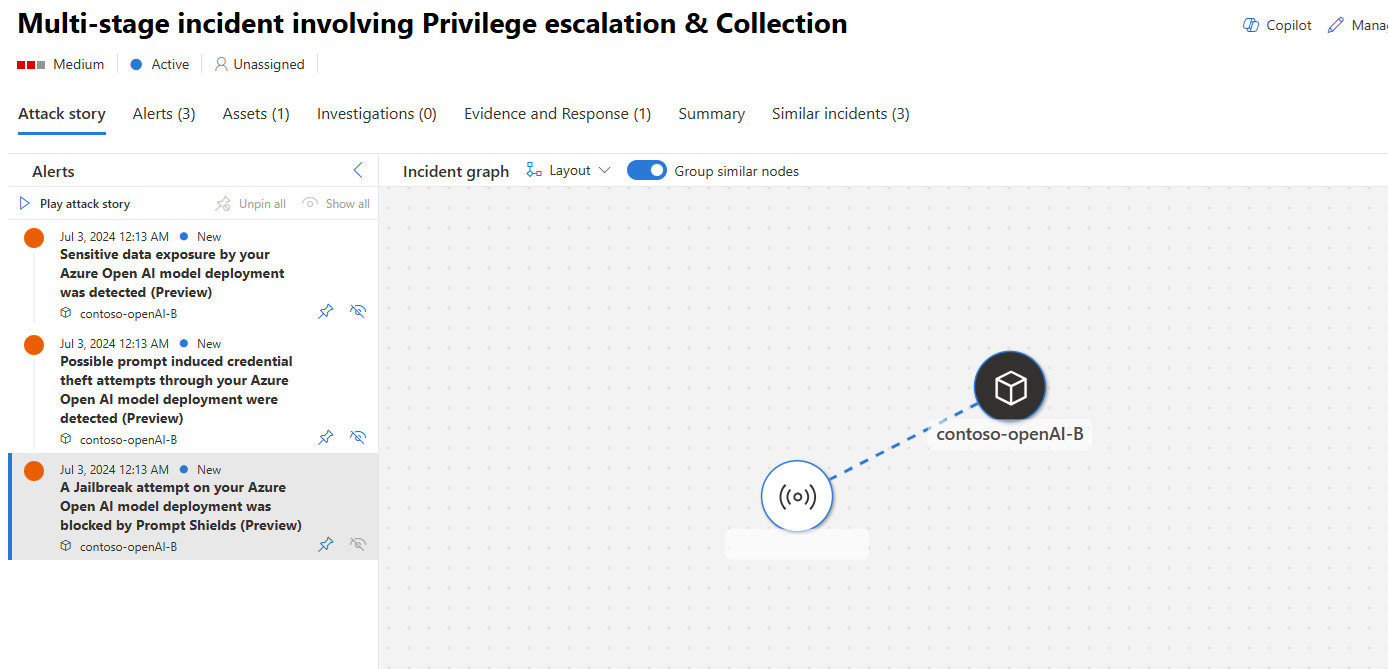 Multi-stage incident involving Privilege escalation & Collection
Copilot
Medium
Active
Unassigned
Attack story
Alerts (3)
Assets (1)
Investigations (0)
Evidence and Response (1)
Summary
Similar incidents (3)
Alerts
Play attack story
Unpin all
Show all
Jul 3, 2024 12:13 AM
New
Sensitive data exposure by your
Azure Open AI model deployment
was detected (Preview)
contoso-openAI-B
Jul 3, 2024 12:13 AM
New
Possible prompt induced credential
theft attempts through your Azure
Open AI model deployment were
detected (Preview)
contoso-openAI-B
Jul 3, 2024 12:13 AM
New
A Jailbreak attempt on your Azure
Open AI model deployment was
blocked by Prompt Shields (Preview)
contoso-openAI-B
Incident graph
Layout
Group similar nodes
contoso-openAI-B